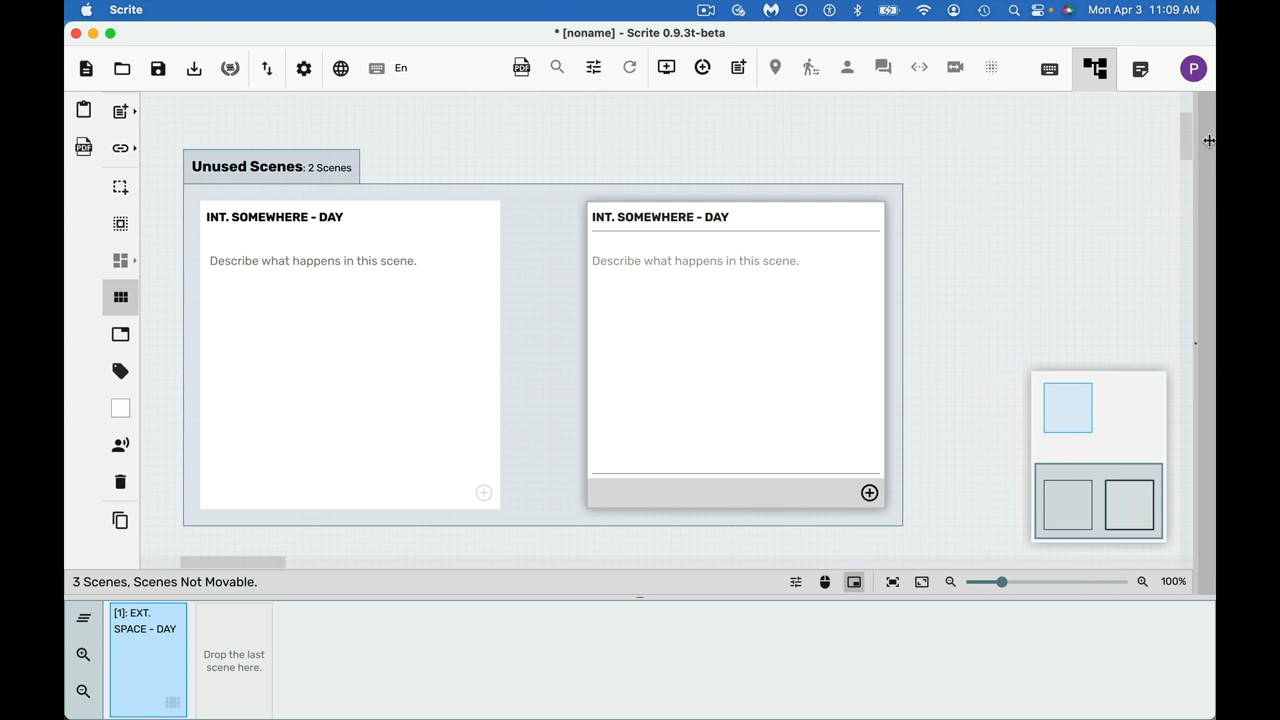 Scrite
Mon Apr 3 11:09 AM
* [noname] - Scrite 0.9.3t-beta
En
PDF
P
PDF
Unused Scenes: 2 Scenes
INT. SOMEWHERE - DAY
Describe what happens in this scene.
INT. SOMEWHERE - DAY
Describe what happens in this scene.
3 Scenes, Scenes Not Movable.
100%
[1]: EXT.
SPACE - DAY
Drop the last
scene here.